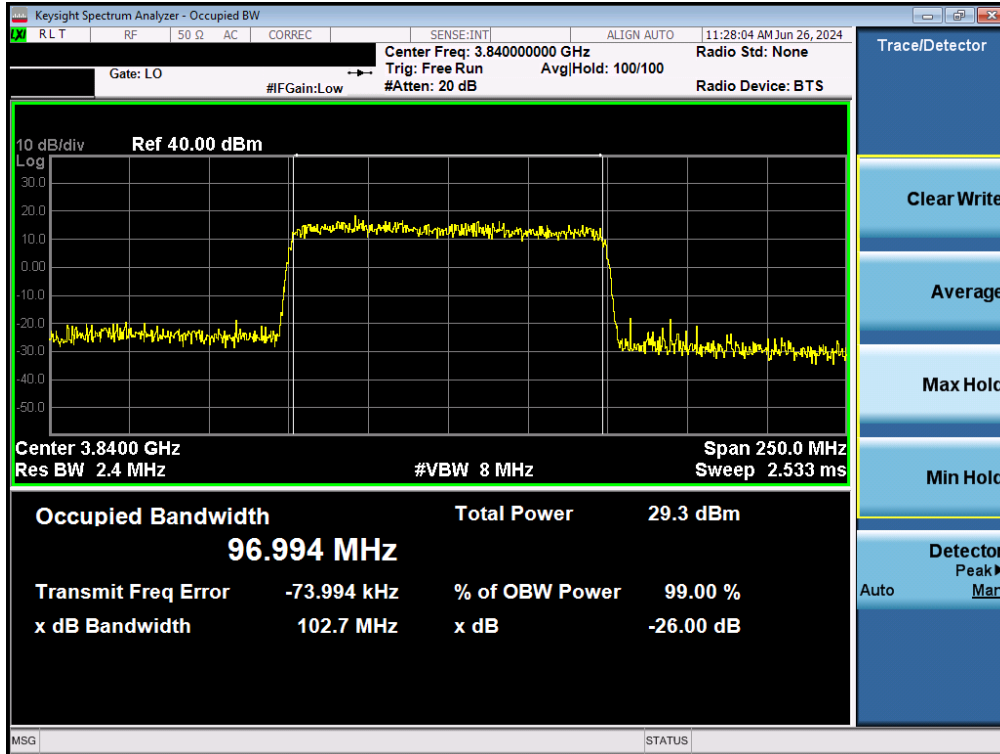 Keysight Spectrum Analyzer - Occupied BW
LXI RLT RF 50 Ω AC CORREC SENSE:INT ALIGN AUTO 11:28:04 AM Jun 26, 2024
Center Freq: 3.840000000 GHz Radio Std: None
Gate: LO Trig: Free Run Avg|Hold: 100/100
#IFGain:Low #Atten: 20 dB Radio Device: BTS
Trace/Detector
10 dB/div Ref 40.00 dBm
Log
30.0
20.0
10.0
0.00
-10.0
-20.0
-30.0
-40.0
-50.0
Center 3.8400 GHz Span 250.0 MHz
Res BW 2.4 MHz #VBW 8 MHz Sweep 2.533 ms
Occupied Bandwidth Total Power 29.3 dBm
96.994 MHz
Transmit Freq Error -73.994 kHz % of OBW Power 99.00 %
x dB Bandwidth 102.7 MHz x dB -26.00 dB
Clear Write
Average
Max Hold
Min Hold
Detector
Peak
Auto Man
MSG STATUS